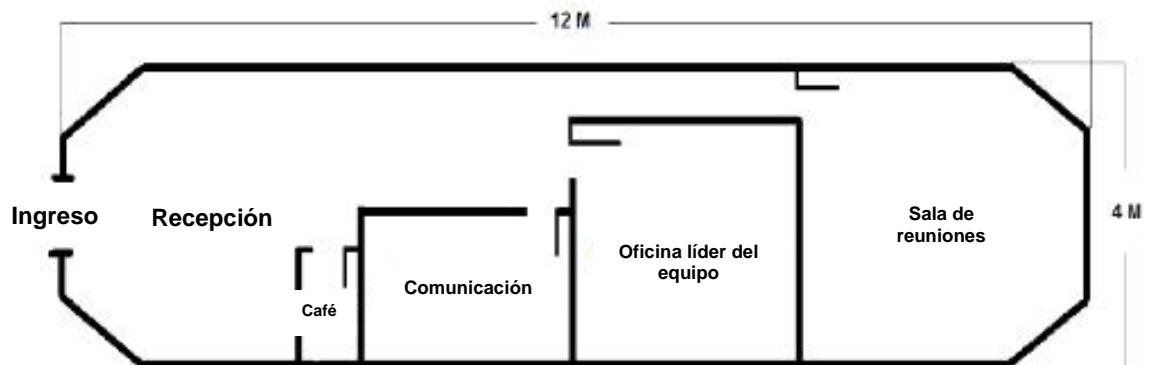 12 M
Ingreso
Recepción
Sala de
reuniones
4 M
Oficina líder del
equipo
Comunicación
Café